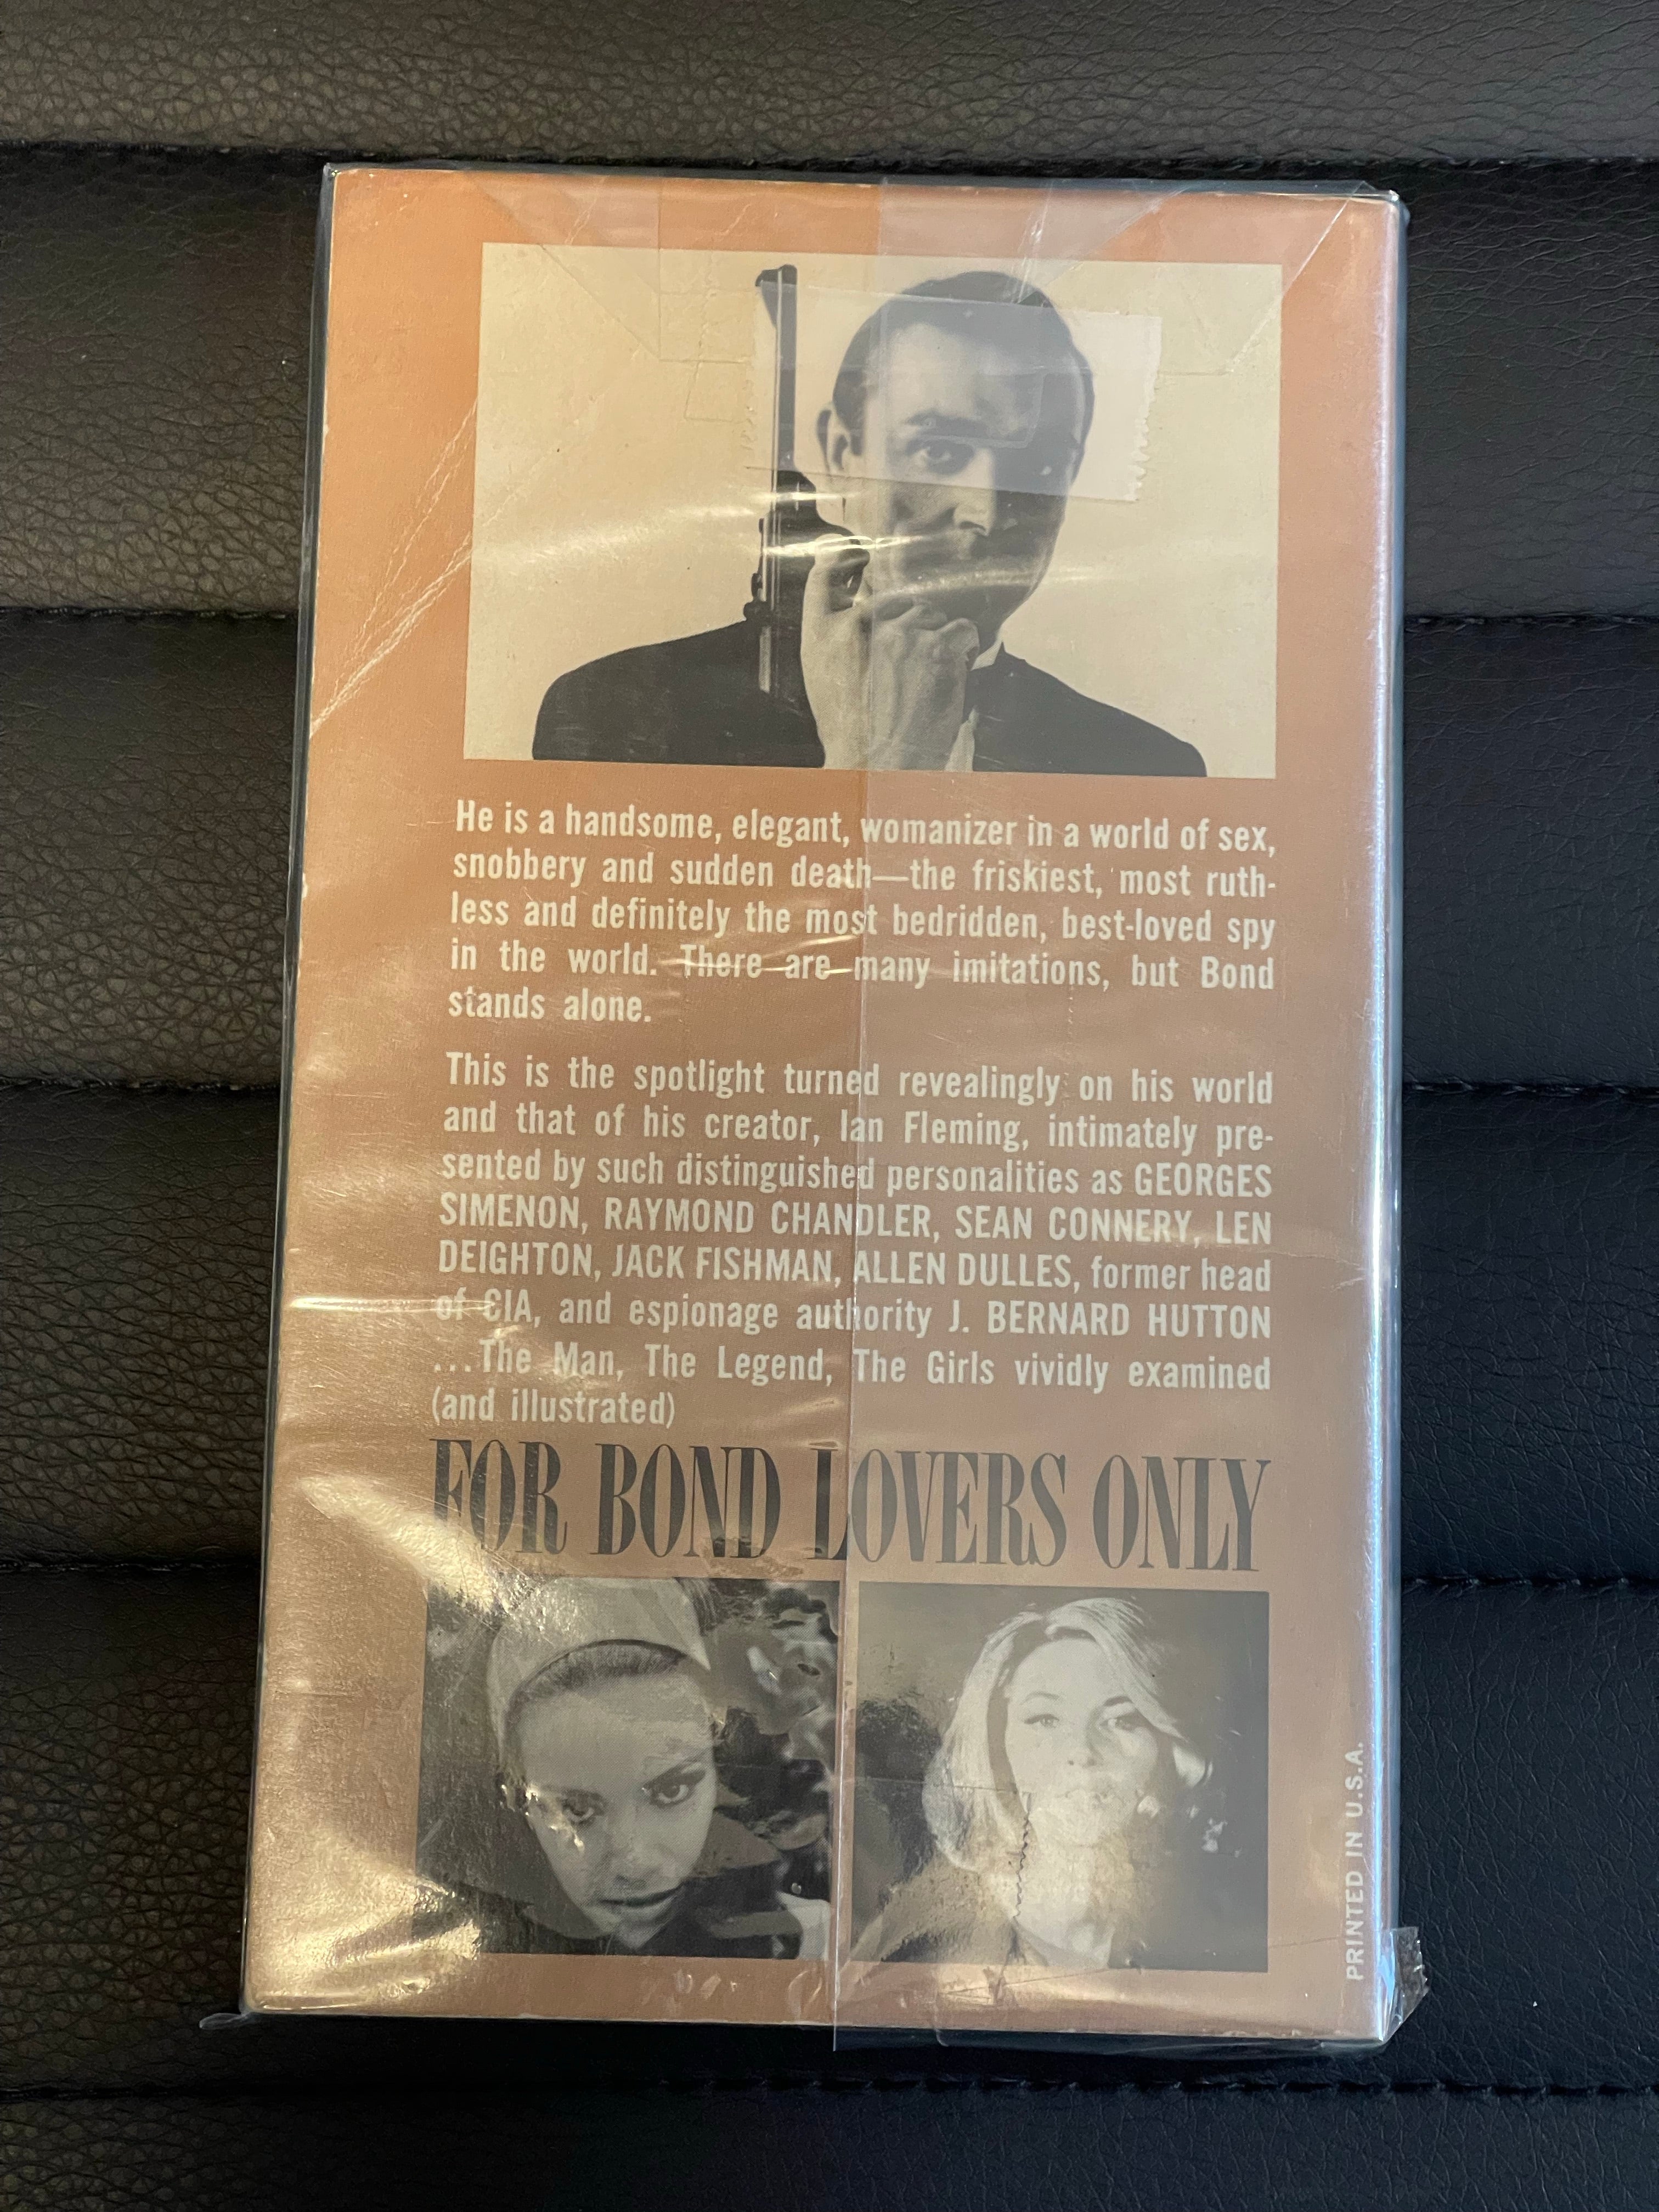 He is a handsome, elegant, womanizer in a world of sex,
snobbery and sudden death—the friskiest, most ruth-
less and definitely the most bedridden, best-loved spy
in the world. There are many imitations, but Bond
stands alone.
This is the spotlight turned revealingly on his world
and that of his creator, Ian Fleming, intimately pre-
sented by such distinguished personalities as GEORGES
SIMENON, RAYMOND CHANDLER, SEAN CONNERY, LEN
DEIGHTON, JACK FISHMAN, ALLEN DULLES, former head
of CIA, and espionage authority J. BERNARD HUTTON
...The Man, The Legend, The Girls vividly examined
(and illustrated)
FOR BOND LOVERS ONLY
PRINTED IN U.S.A.